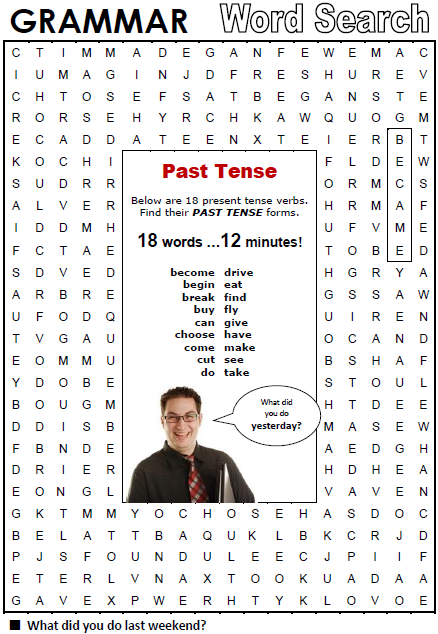 GRAMMAR Word Search
C T I M M A D E G A N F E W E M A C
I U M A G I N J D F R E S H U R E V
C H T O S E F S A T B E G A N S T E
R O R S E H Y R C H K A W Q U O G M
E C A D D A T E E N X T E I E R B T
K O C H I F L D E W
S U D R R O R M C S
A L V E R H R M A F
I D D M H U F V M E
F C T A E T O B E D
S D V E D H G R Y A
A R B R E G S S A W
U F O D Q U I R E N
T V G A U O C A N D
E O M M U B S H A F
Y D O B E S T O U L
B O U G M H T D E E
D D I S B M A S E W
F B N D E A E D G H
D R I E R H D H E A
E O N G L V A V E N
G K T M M Y O C H O S E H A S D O C
B E L A T T B A Q U K L B K C R J D
P J S F O U N D U L E E C J P I I F
E T E R L V N A X T O O K U A D A A
G A V E X P W E R H T Y K L O V O E
Past Tense
Below are 18 present tense verbs.
Find their PAST TENSE forms.
18 words ...12 minutes!
become drive
begin eat
break find
buy fly
can give
choose have
come make
cut see
do take
What did
you do
yesterday?
■ What did you do last weekend?